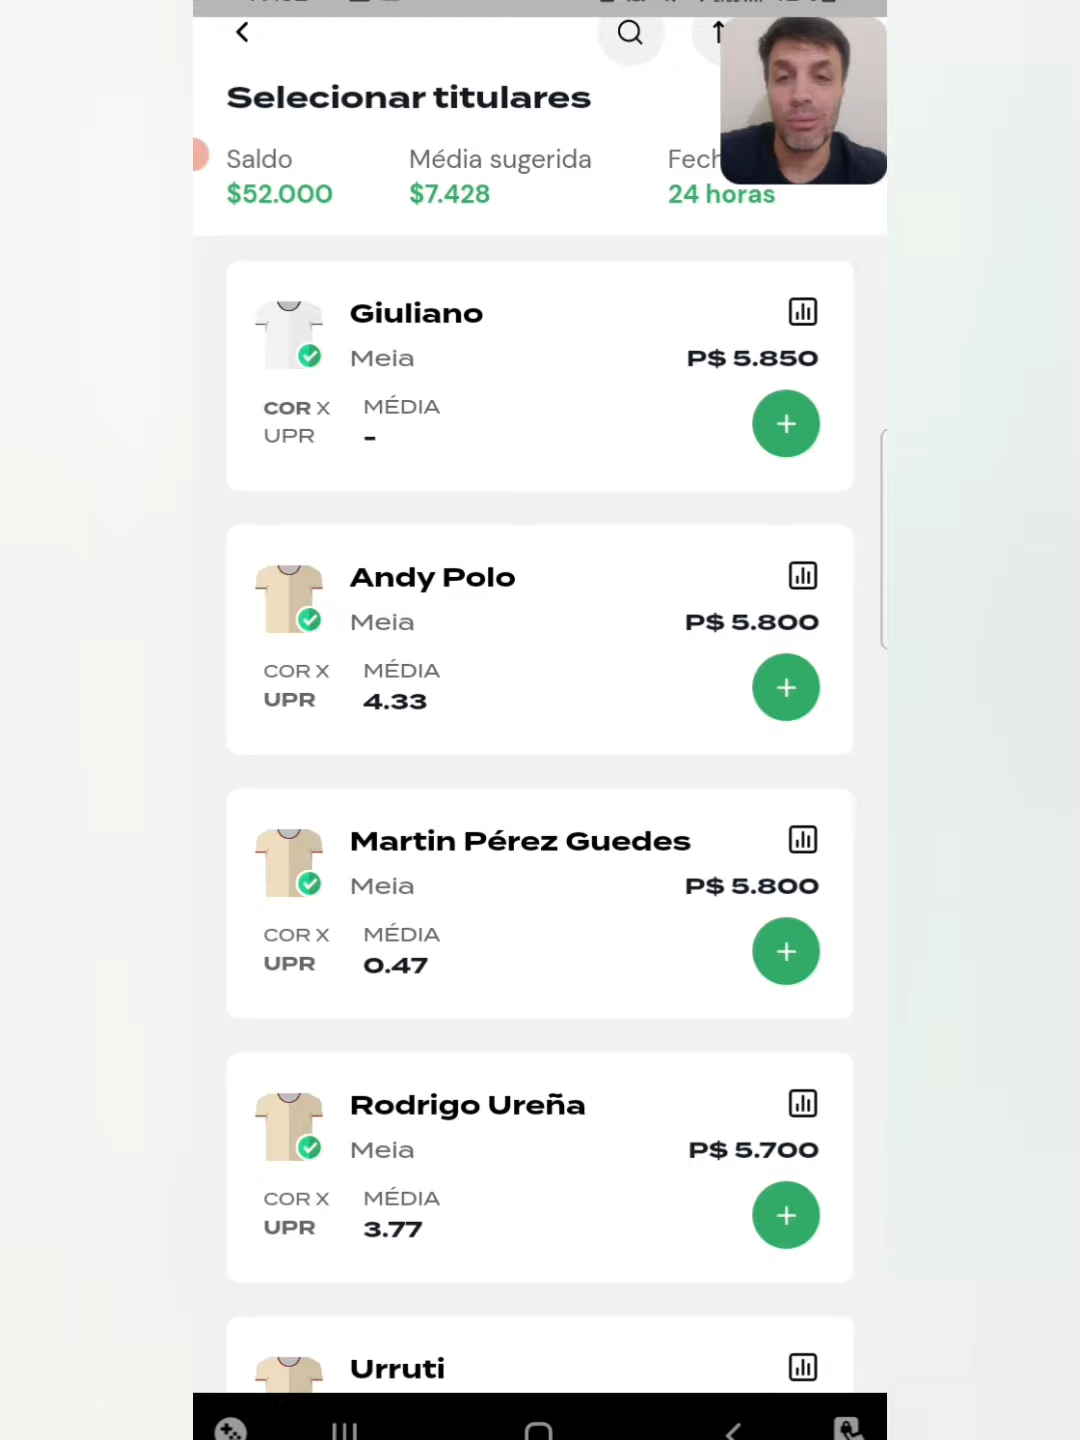 Selecionar titulares
Saldo
Média sugerida
$52.000
$7.428
24 horas
Giuliano
Meia
P$ 5.850
COR X
MÉDIA
UPR
-
Andy Polo
Meia
P$ 5.800
COR X
MÉDIA
UPR
4.33
Martin Pérez Guedes
Meia
P$ 5.800
COR X
MÉDIA
UPR
0.47
Rodrigo Ureña
Meia
P$ 5.700
COR X
MÉDIA
UPR
3.77
Urruti